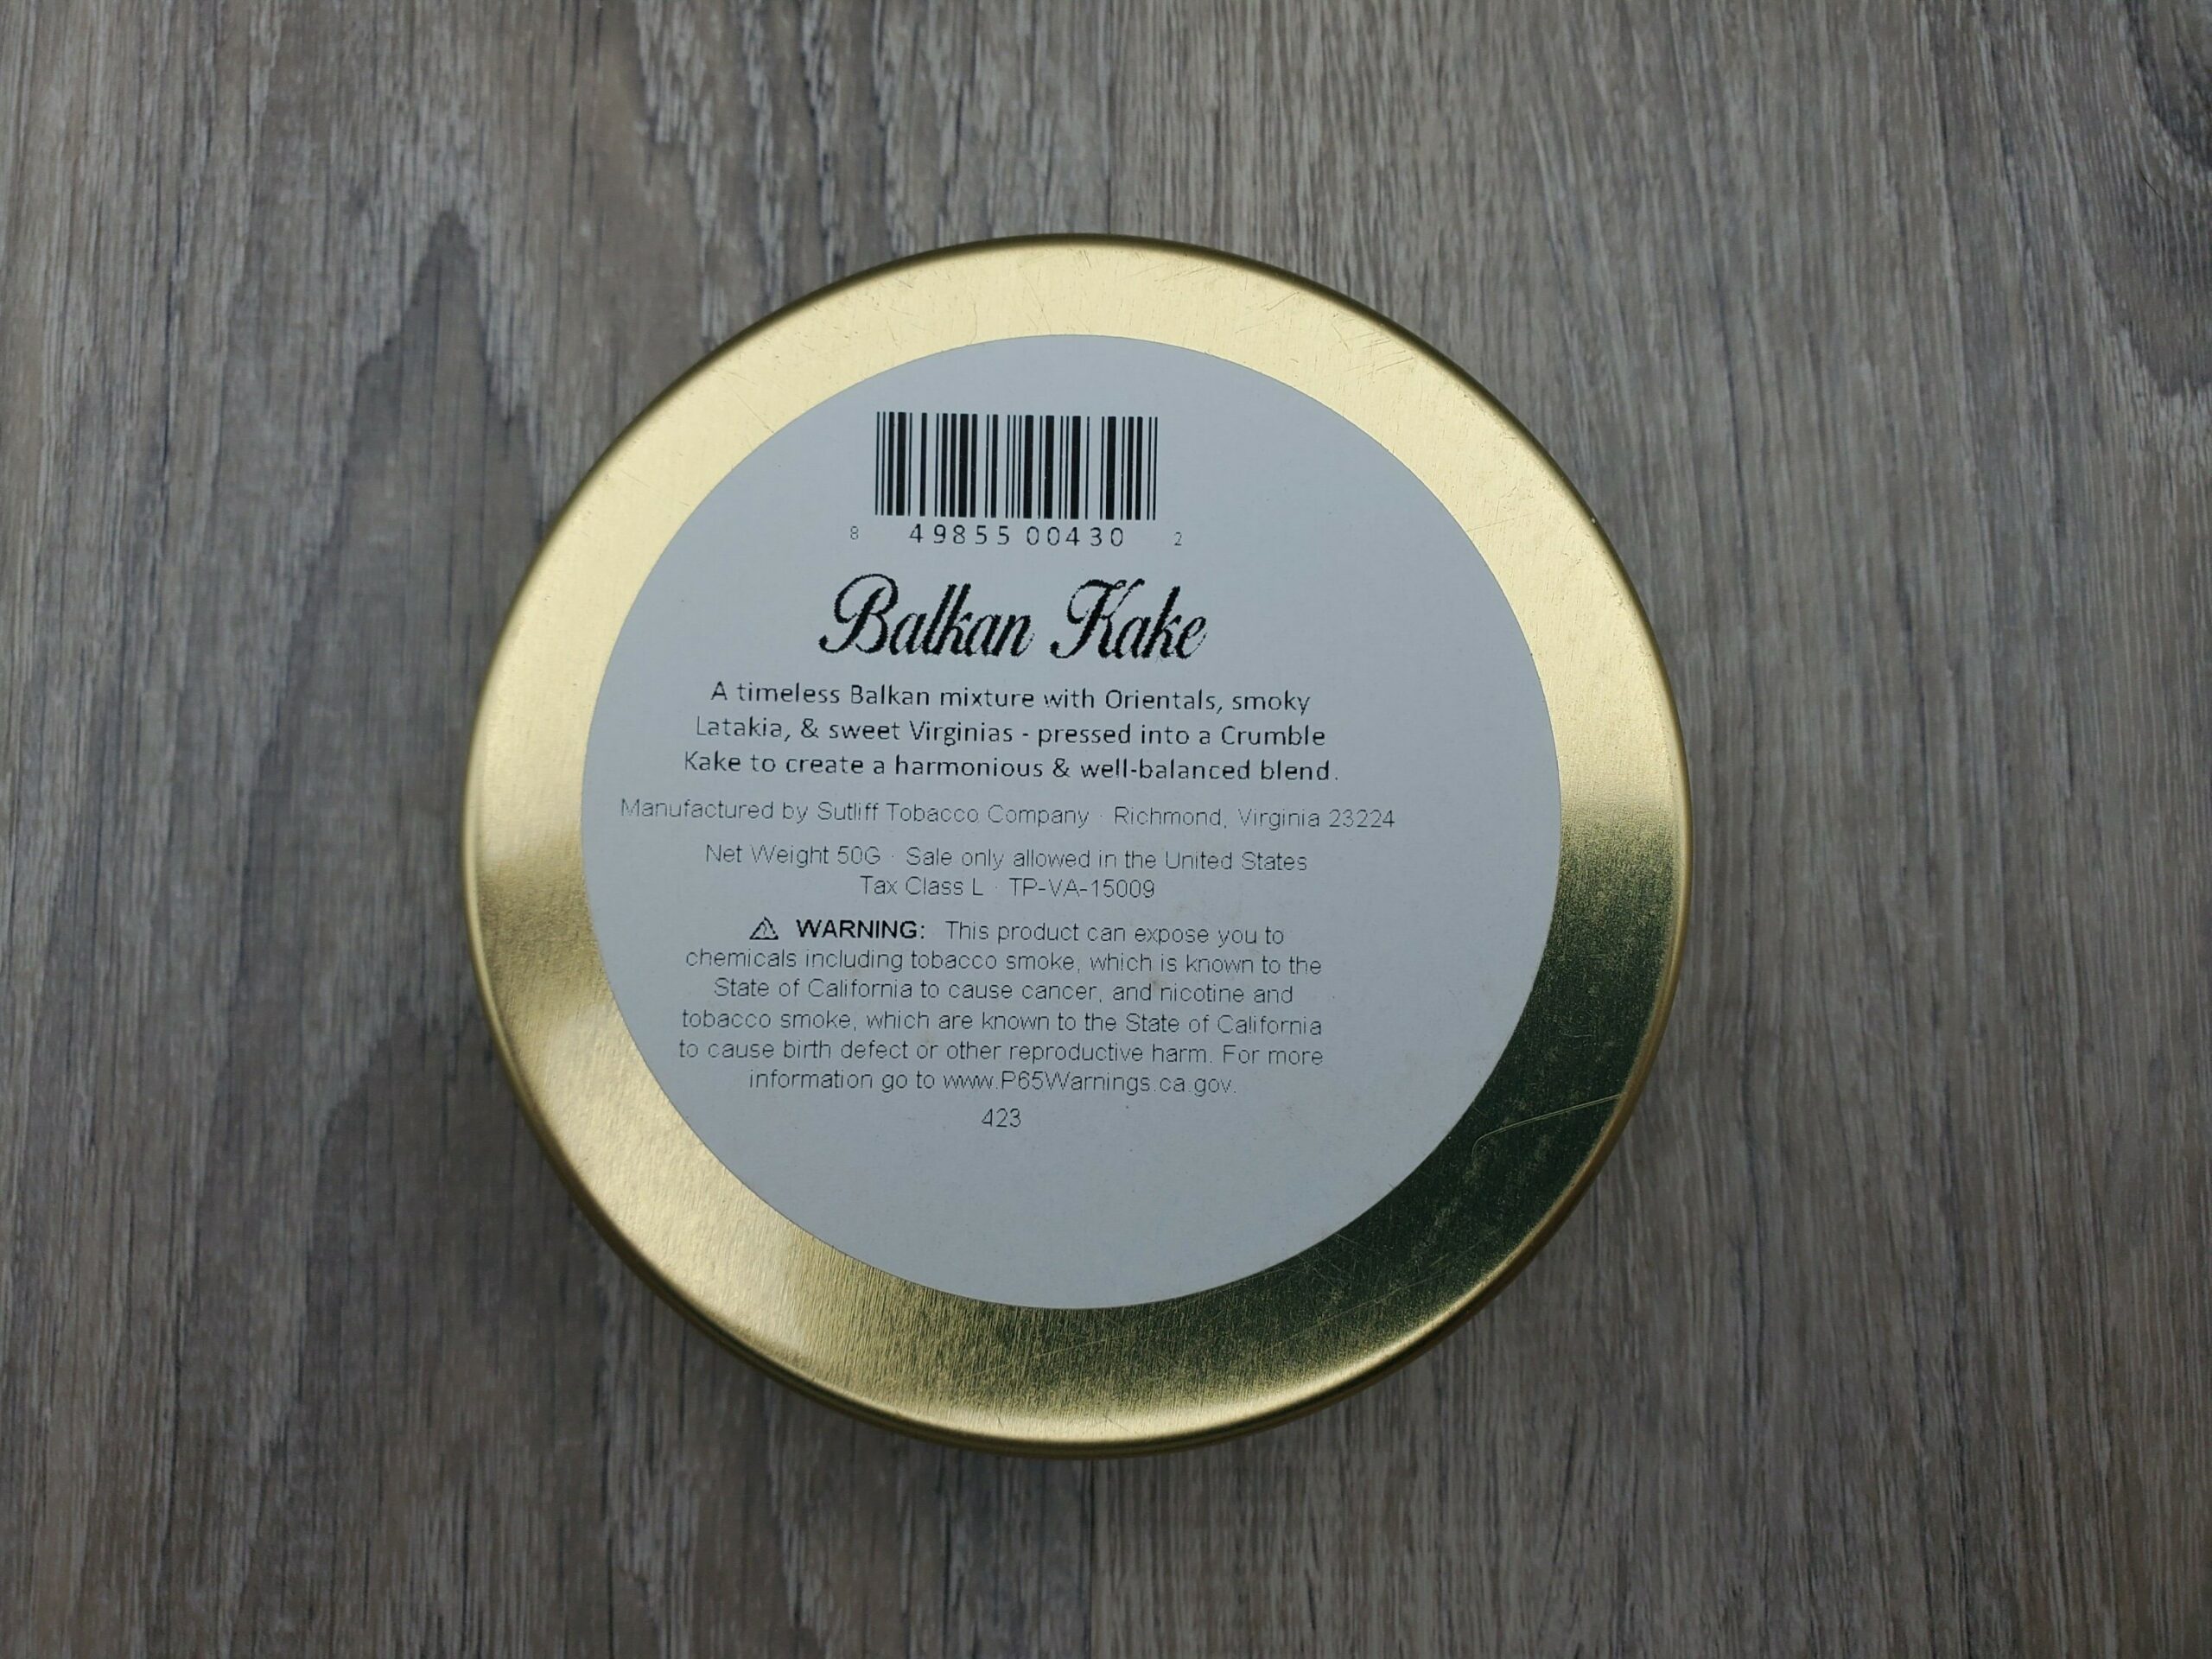 8 49855 00430 2
Balkan Kake
A timeless Balkan mixture with Orientals, smoky
Latakia, & sweet Virginias - pressed into a Crumble
Kake to create a harmonious & well-balanced blend.
Manufactured by Sutliff Tobacco Company · Richmond, Virginia 23224
Net Weight 50G · Sale only allowed in the United States
Tax Class L · TP-VA-15009
⚠ WARNING: This product can expose you to
chemicals including tobacco smoke, which is known to the
State of California to cause cancer, and nicotine and
tobacco smoke, which are known to the State of California
to cause birth defect or other reproductive harm. For more
information go to www.P65Warnings.ca.gov.
423